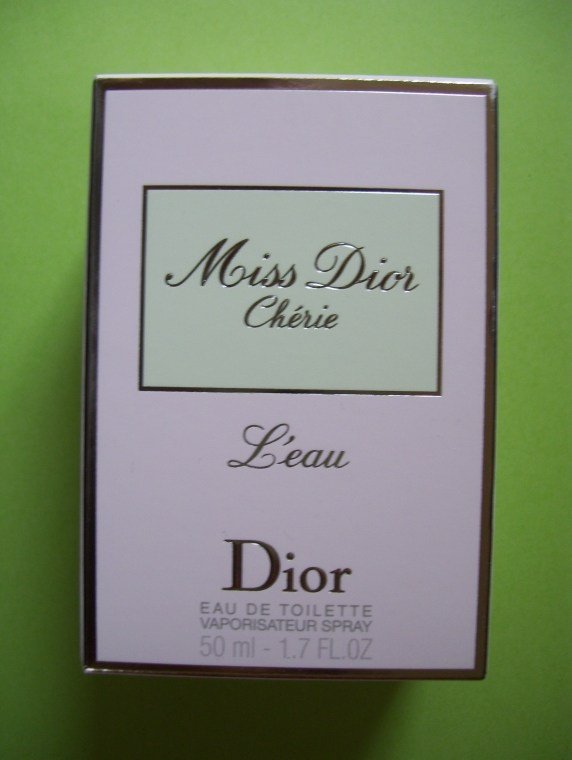 Miss Dior
Chérie
L'eau
Dior
EAU DE TOILETTE
VAPORISATEUR SPRAY
50 ml - 1.7 FL.OZ